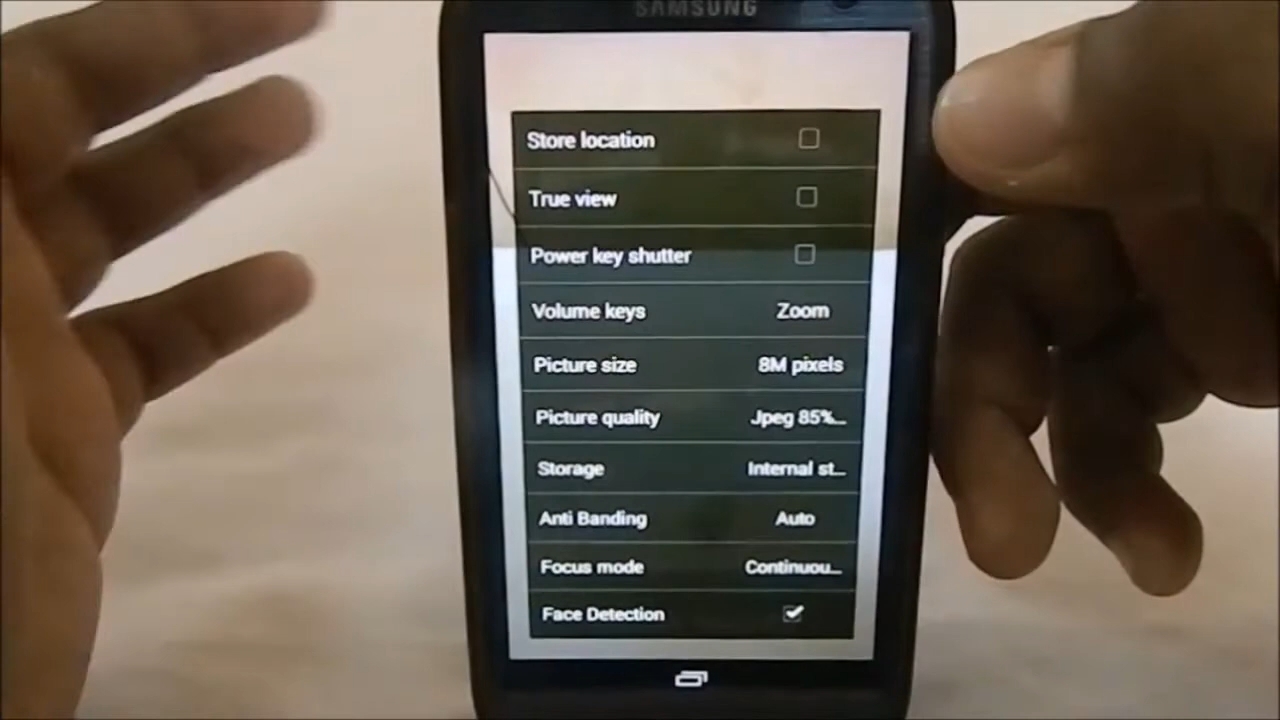 SAMSUNG
Store location
True view
Power key shutter
Volume keys Zoom
Picture size 8M pixels
Picture quality Jpeg 85%...
Storage Internal st...
Anti Banding Auto
Focus mode Continuou...
Face Detection